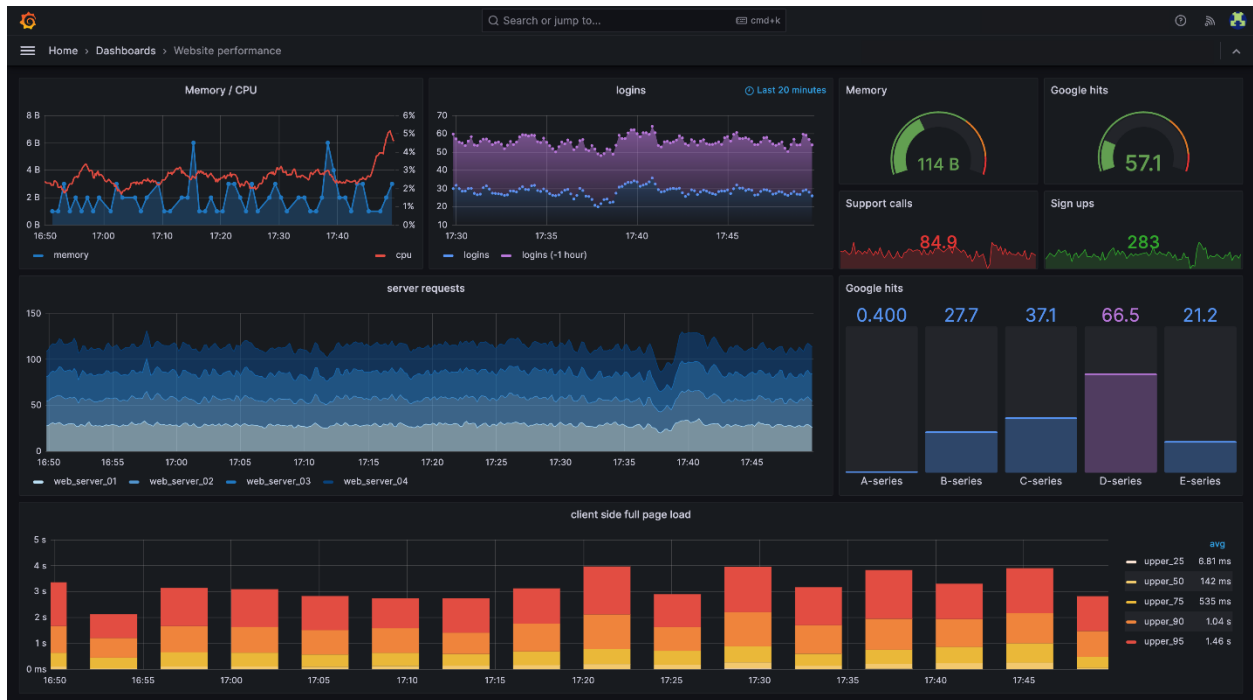 Search or jump to... cmd+k
Home › Dashboards › Website performance
Memory / CPU
8 B
6 B
4 B
2 B
0 B
6%
5%
4%
3%
2%
1%
0%
16:50 17:00 17:10 17:20 17:30 17:40
memory cpu
logins
Last 20 minutes
70
60
50
40
30
20
10
17:30 17:35 17:40 17:45
logins logins (-1 hour)
Memory
114 B
Google hits
57.1
Support calls
84.9
Sign ups
283
server requests
150
100
50
0
16:50 16:55 17:00 17:05 17:10 17:15 17:20 17:25 17:30 17:35 17:40 17:45
web_server_01 web_server_02 web_server_03 web_server_04
Google hits
0.400 27.7 37.1 66.5 21.2
A-series B-series C-series D-series E-series
client side full page load
5 s
4 s
3 s
2 s
1 s
0 ms
16:50 16:55 17:00 17:05 17:10 17:15 17:20 17:25 17:30 17:35 17:40 17:45
avg
upper_25 6.81 ms
upper_50 142 ms
upper_75 535 ms
upper_90 1.04 s
upper_95 1.46 s